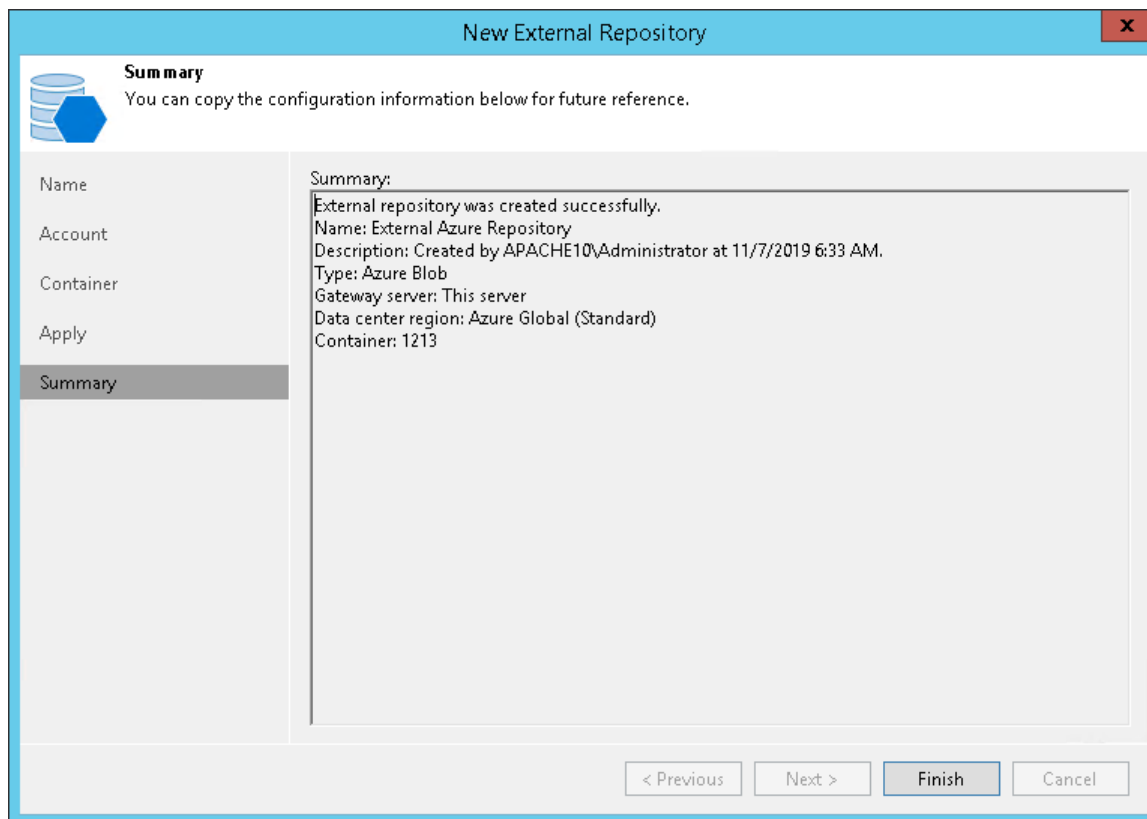 New External Repository
x
Summary
You can copy the configuration information below for future reference.
Name
Account
Container
Apply
Summary
Summary:
External repository was created successfully.
Name: External Azure Repository
Description: Created by APACHE10\Administrator at 11/7/2019 6:33 AM.
Type: Azure Blob
Gateway server: This server
Data center region: Azure Global (Standard)
Container: 1213
< Previous
Next >
Finish
Cancel